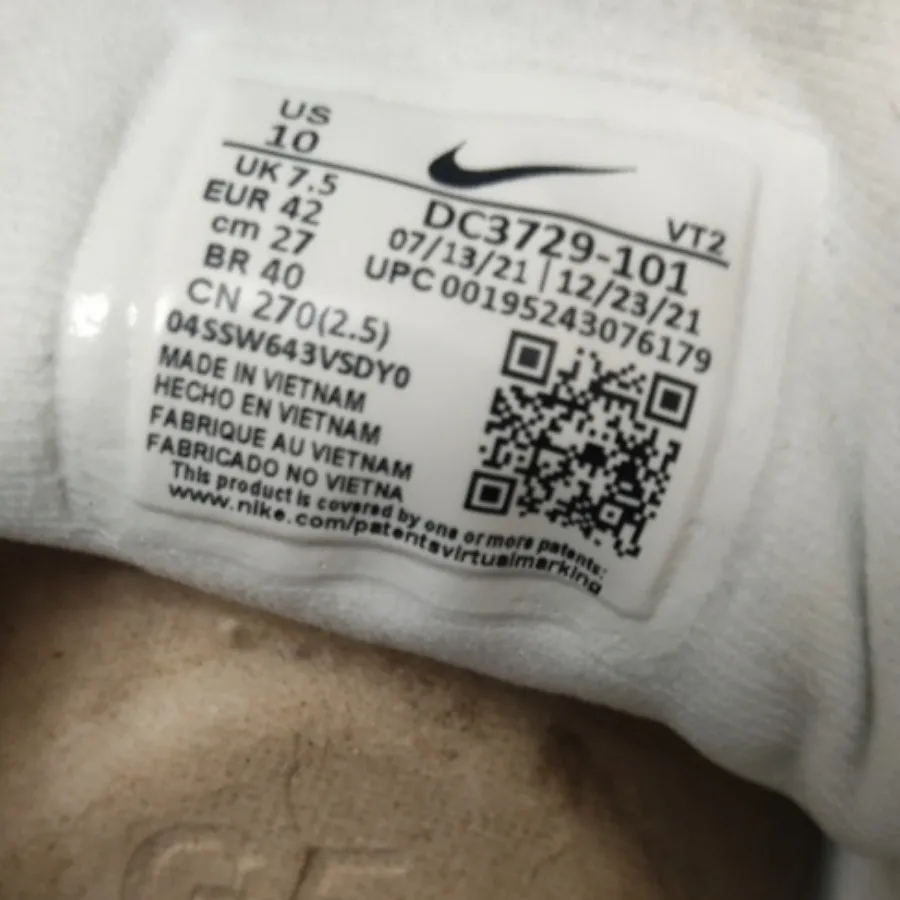 US
10
UK 7.5
EUR 42
cm 27
BR 40
CN 270(2.5)
VT2
DC3729-101
07/13/21 | 12/23/21
UPC 00195243076179
04SSW643VSDY0
MADE IN VIETNAM
HECHO EN VIETNAM
FABRIQUE AU VIETNAM
FABRICADO NO VIETNA
This product is covered by one or more patents:
www.nike.com/patentsvirtualmarking